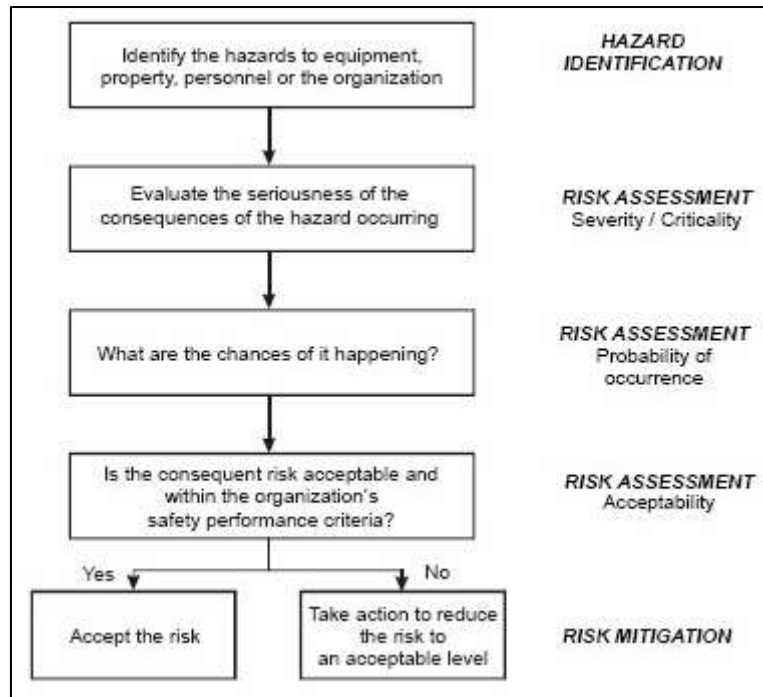 Identify the hazards to equipment,
property, personnel or the organization
HAZARD
IDENTIFICATION
Evaluate the seriousness of the
consequences of the hazard occurring
RISK ASSESSMENT
Severity / Criticality
What are the chances of it happening?
RISK ASSESSMENT
Probability of
occurrence
Is the consequent risk acceptable and
within the organization's
safety performance criteria?
RISK ASSESSMENT
Acceptability
Yes
No
Accept the risk
Take action to reduce
the risk to
an acceptable level
RISK MITIGATION